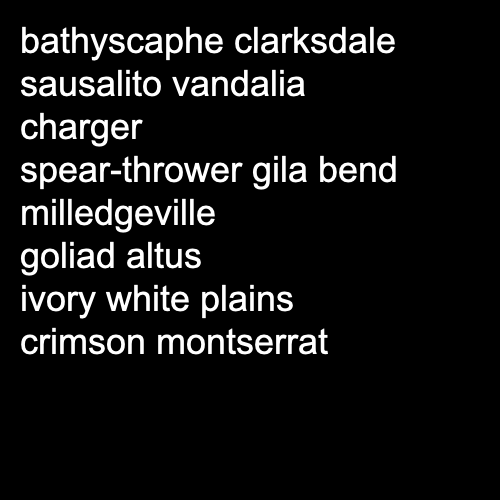 bathyscaphe clarksdale
sausalito vandalia
charger
spear-thrower gila bend
milledgeville
goliad altus
ivory white plains
crimson montserrat